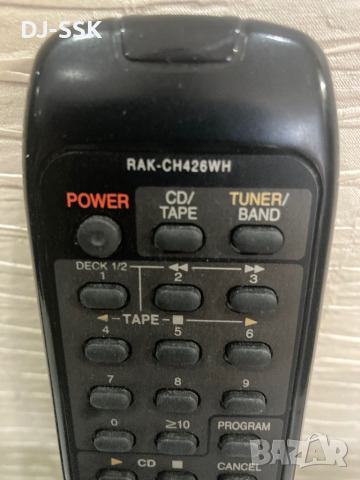 DJ-SSK
RAK-CH426WH
POWER
CD/
TAPE
TUNER/
BAND
DECK 1/2
◄◄ ►►
1 2 3
◄ TAPE ■ ►
4 5 6
7 8 9
0 ≥10 PROGRAM
► CD ■ CANCEL
BAZAR